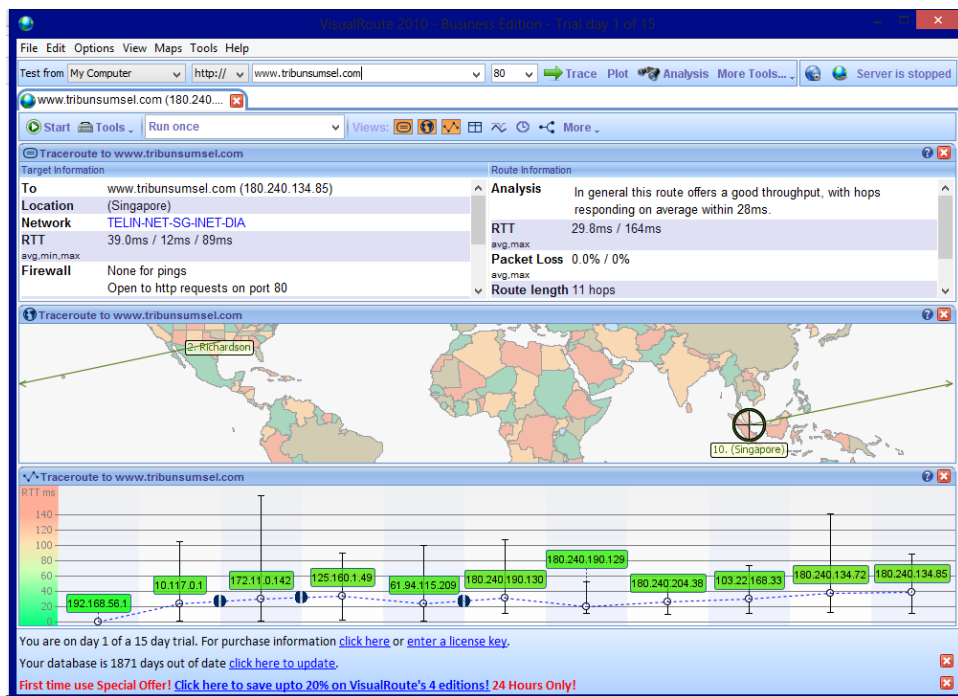 VisualRoute 2010 - Business Edition - Trial day 1 of 15
File Edit Options View Maps Tools Help
Test from My Computer http:// www.tribunsumsel.com 80 Trace Plot Analysis More Tools... Server is stopped
www.tribunsumsel.com (180.240....
Start Tools Run once Views: More
Traceroute to www.tribunsumsel.com
Target Information
To www.tribunsumsel.com (180.240.134.85)
Location (Singapore)
Network TELIN-NET-SG-INET-DIA
RTT 39.0ms / 12ms / 89ms
avg,min,max
Firewall None for pings
Open to http requests on port 80
Route Information
Analysis In general this route offers a good throughput, with hops
responding on average within 28ms.
RTT 29.8ms / 164ms
avg,max
Packet Loss 0.0% / 0%
avg,max
Route length 11 hops
Traceroute to www.tribunsumsel.com
2. Richardson
10. (Singapore)
Traceroute to www.tribunsumsel.com
RTT ms
140
120
100
80
60
40
20
192.168.56.1
10.117.0.1
172.11.0.142
125.160.1.49
61.94.115.209
180.240.190.130
180.240.190.129
180.240.204.38
103.22.168.33
180.240.134.72
180.240.134.85
You are on day 1 of a 15 day trial. For purchase information click here or enter a license key.
Your database is 1871 days out of date click here to update.
First time use Special Offer! Click here to save upto 20% on VisualRoute's 4 editions! 24 Hours Only!